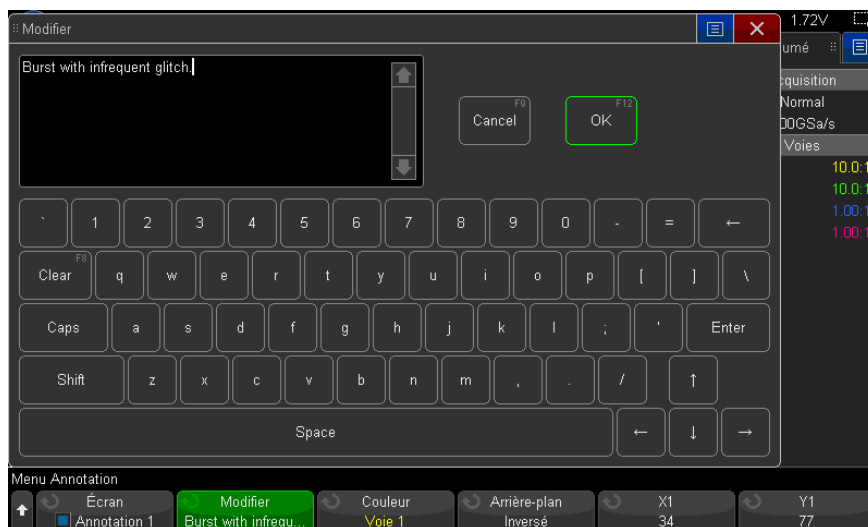 1.72V
Modifier
umé
Burst with infrequent glitch.
Cancel F9
OK F12
cquisition
Normal
00GSa/s
Voies
10.0:1
10.0:1
1.00:1
1.00:1
` 1 2 3 4 5 6 7 8 9 0 - = ←
Clear F8 q w e r t y u i o p [ ] \
Caps a s d f g h j k l ; ' Enter
Shift z x c v b n m , . / ↑
Space ← ↓ →
Menu Annotation
Écran
Annotation 1
Modifier
Burst with infrequ...
Couleur
Voie 1
Arrière-plan
Inversé
X1
34
Y1
77